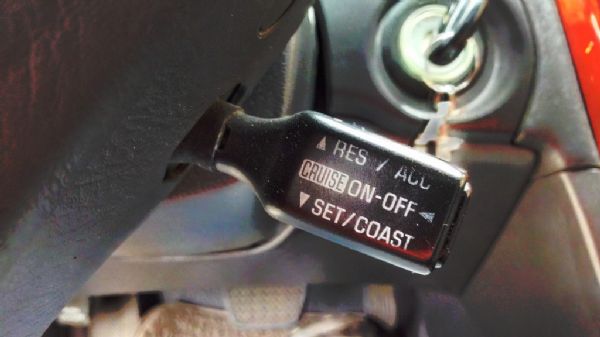 ▲ RES / ACC
CRUISE ON-OFF ◄
▼ SET/COAST